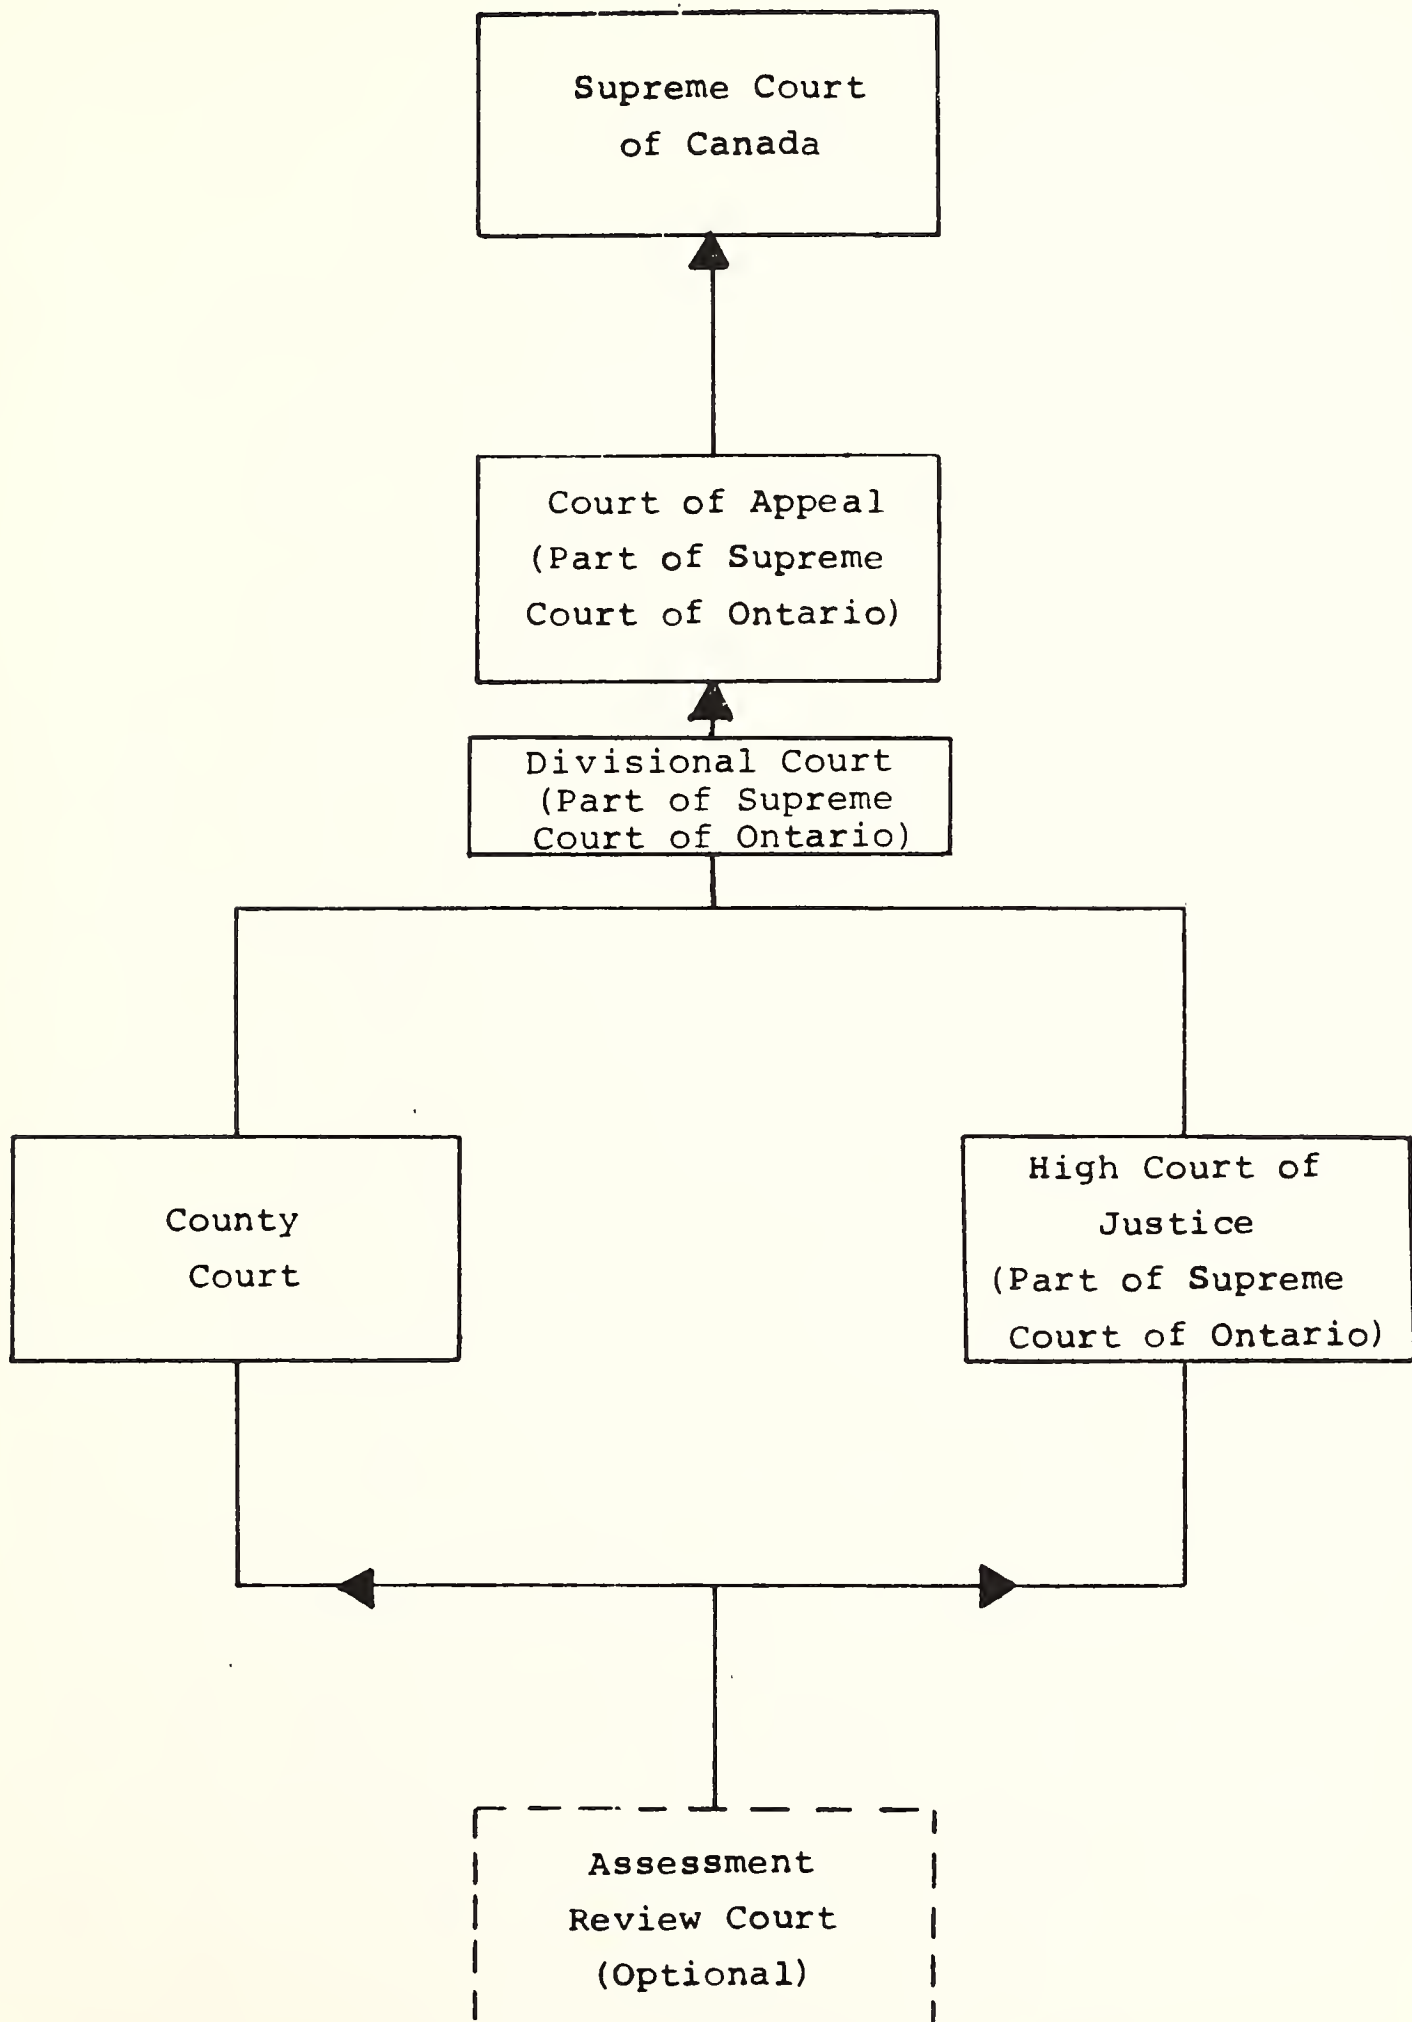 Supreme Court
of Canada
Court of Appeal
(Part of Supreme
Court of Ontario)
Divisional Court
(Part of Supreme
Court of Ontario)
County
Court
High Court of
Justice
(Part of Supreme
Court of Ontario)
Assessment
Review Court
(Optional)